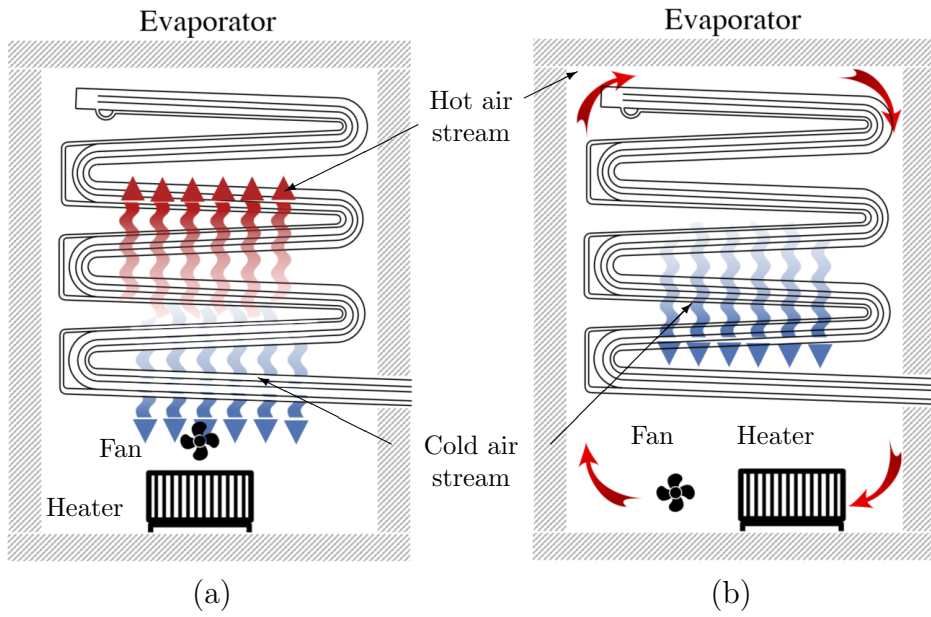 Evaporator
Evaporator
Hot air
stream
Fan
Heater
Cold air
stream
Fan
Heater
(a)
(b)